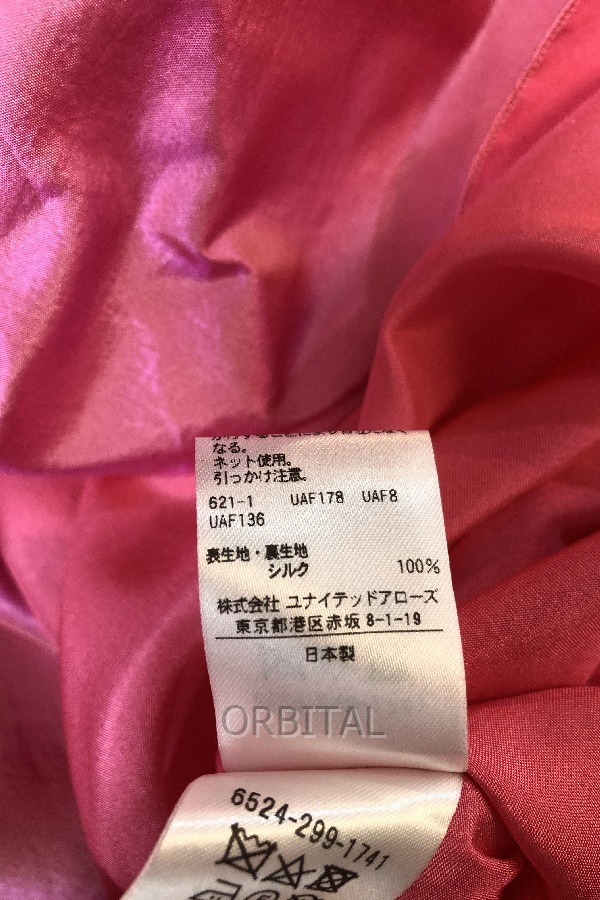 なる。
ネット使用。
引っかけ注意。
621-1 UAF178 UAF8
UAF136
表生地・裏生地
シルク 100%
株式会社 ユナイテッドアローズ
東京都港区赤坂 8-1-19
日本製
ORBITAL
6524-299-1741